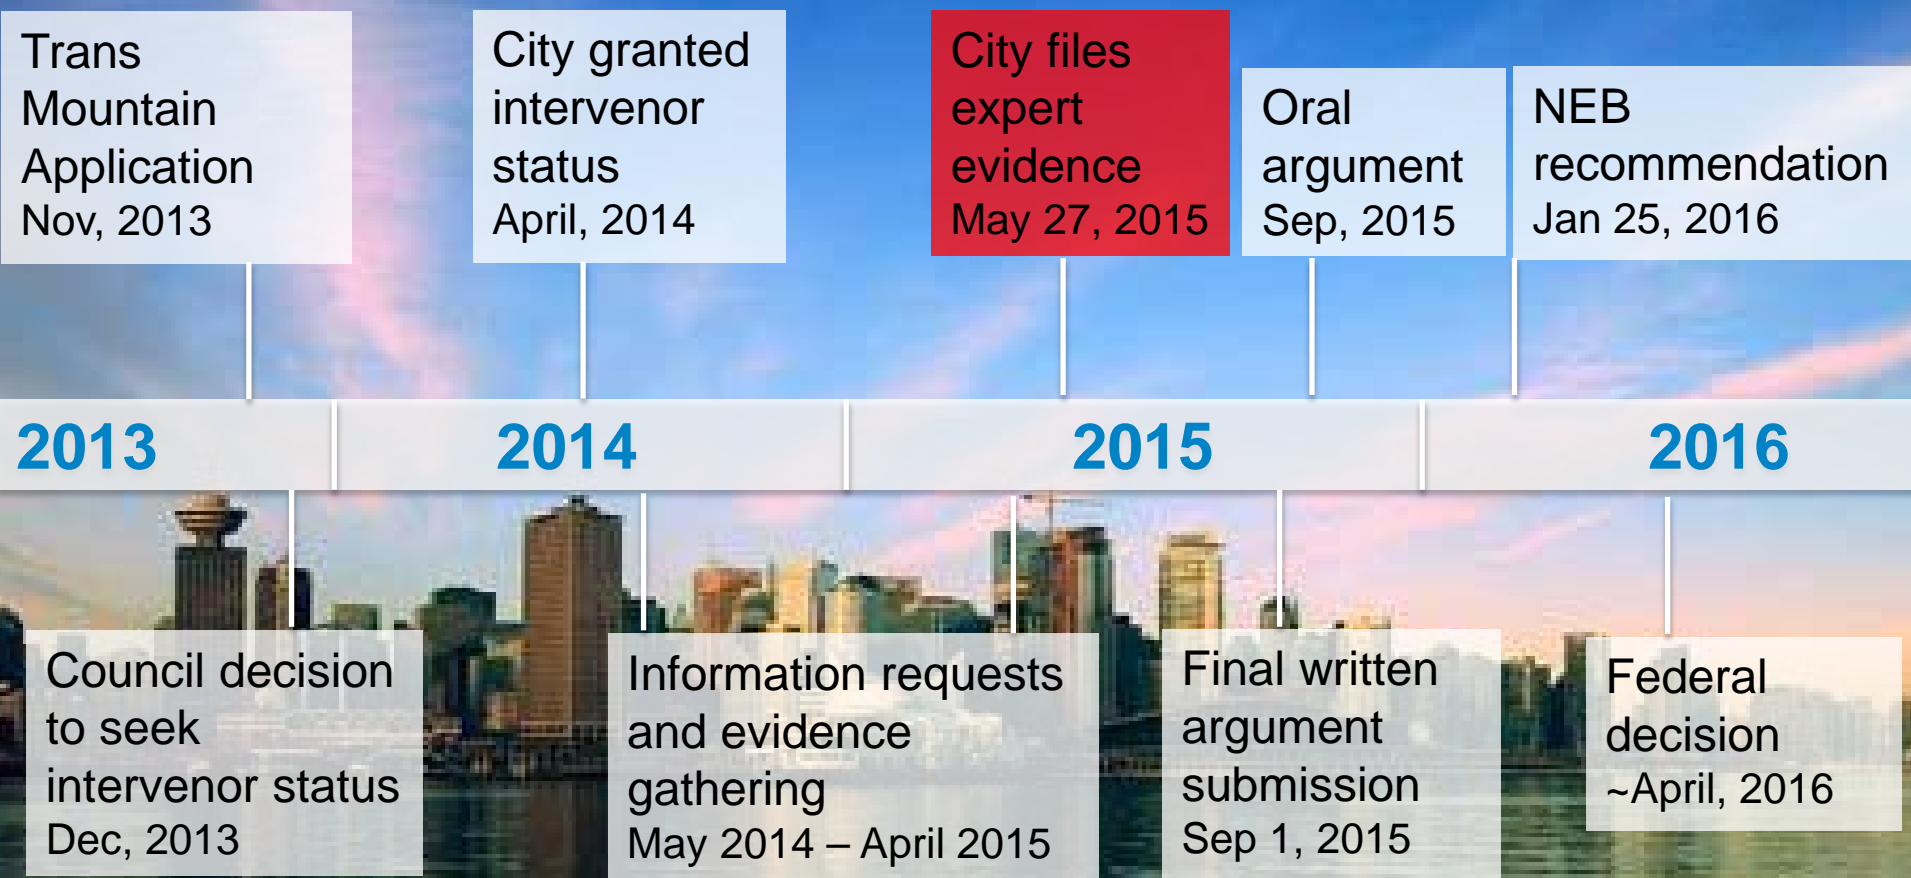 Trans
Mountain
Application
Nov, 2013
City granted
intervenor
status
April, 2014
City files
expert
evidence
May 27, 2015
Oral
argument
Sep, 2015
NEB
recommendation
Jan 25, 2016
2013
2014
2015
2016
Council decision
to seek
intervenor status
Dec, 2013
Information requests
and evidence
gathering
May 2014 – April 2015
Final written
argument
submission
Sep 1, 2015
Federal
decision
~April, 2016